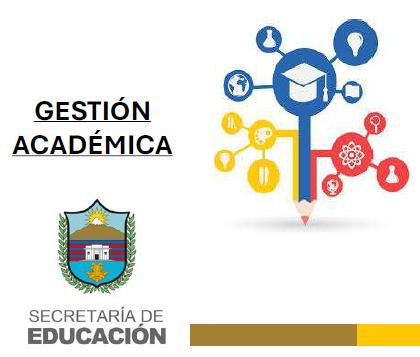 GESTIÓN
ACADÉMICA
SECRETARÍA DE
EDUCACIÓN